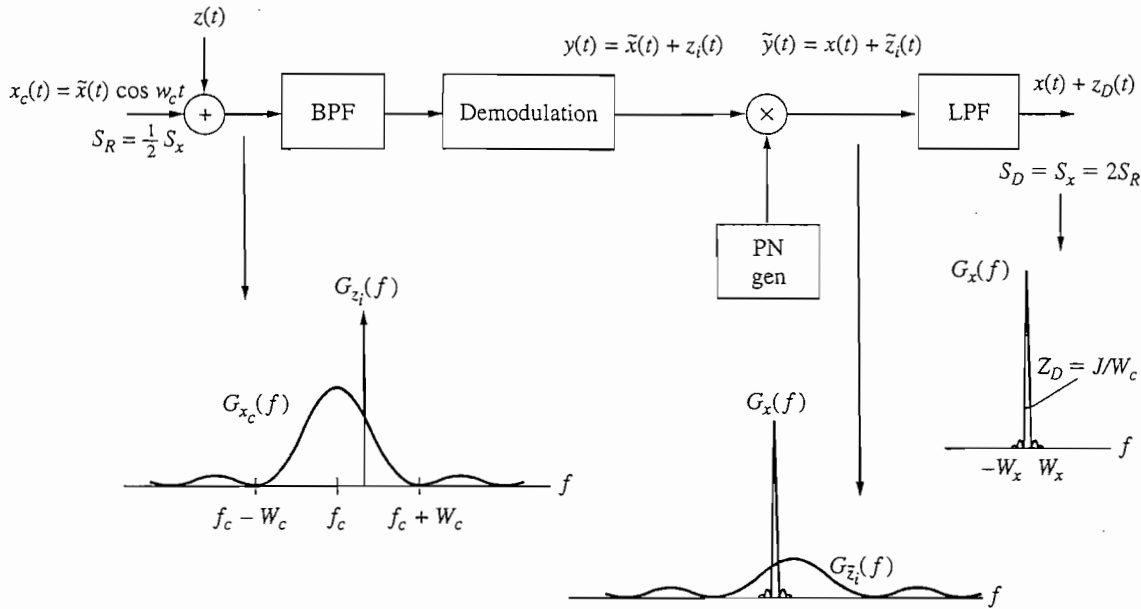 z(t)
y(t) = x̃(t) + z_i(t)
ỹ(t) = x(t) + z̃_i(t)
x_c(t) = x̃(t) cos w_c t
+
BPF
Demodulation
×
LPF
x(t) + z_D(t)
S_R = 1/2 S_x
S_D = S_x = 2S_R
PN
gen
G_{z_i}(f)
G_x(f)
Z_D = J/W_c
G_{x_c}(f)
G_x(f)
f
−W_x W_x
f
f_c − W_c f_c f_c + W_c
G_{z̃_i}(f)
f